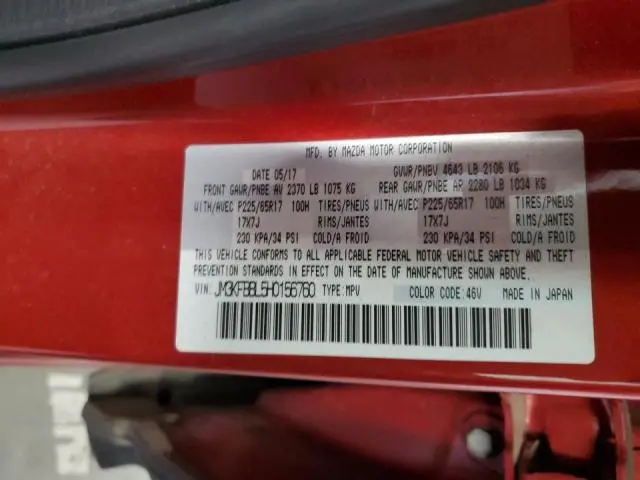 MFD. BY MAZDA MOTOR CORPORATION
DATE 05/17 GVWR/PNBV 4643 LB 2106 KG
FRONT GAWR/PNBE AV 2370 LB 1075 KG REAR GAWR/PNBE AR 2280 LB 1034 KG
WITH/AVEC P225/65R17 100H TIRES/PNEUS WITH/AVEC P225/65R17 100H TIRES/PNEUS
17X7J RIMS/JANTES 17X7J RIMS/JANTES
230 KPA/34 PSI COLD/A FROID 230 KPA/34 PSI COLD/A FROID
THIS VEHICLE CONFORMS TO ALL APPLICABLE FEDERAL MOTOR VEHICLE SAFETY AND THEFT
PREVENTION STANDARDS IN EFFECT ON THE DATE OF MANUFACTURE SHOWN ABOVE.
VIN: JM3KFBBL5H0156760 TYPE:MPV COLOR CODE:46V MADE IN JAPAN